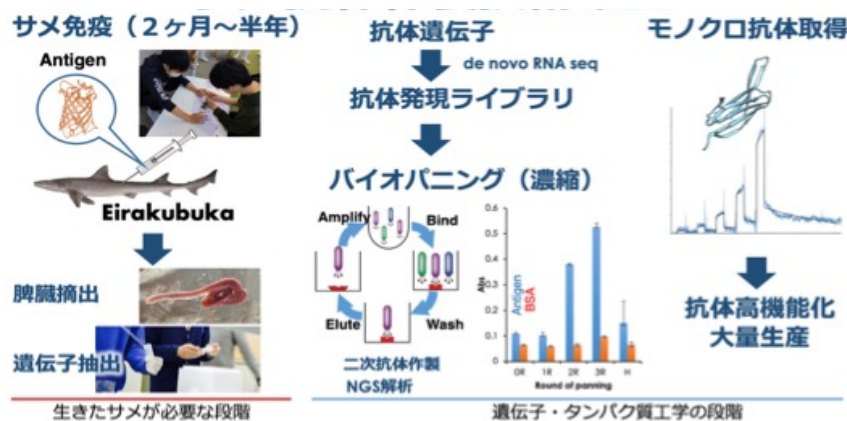 サメ免疫（２ヶ月～半年）
Antigen
Eirakubuka
脾臓摘出
遺伝子抽出
生きたサメが必要な段階
抗体遺伝子
de novo RNA seq
抗体発現ライブラリ
バイオパニング（濃縮）
Amplify
Bind
Elute
Wash
二次抗体作製
NGS解析
0.6
0.5
0.4
0.3
0.2
0.1
0
Abs
Antigen
BSA
0R 1R 2R 3R H
Round of panning
モノクロ抗体取得
抗体高機能化
大量生産
遺伝子・タンパク質工学の段階